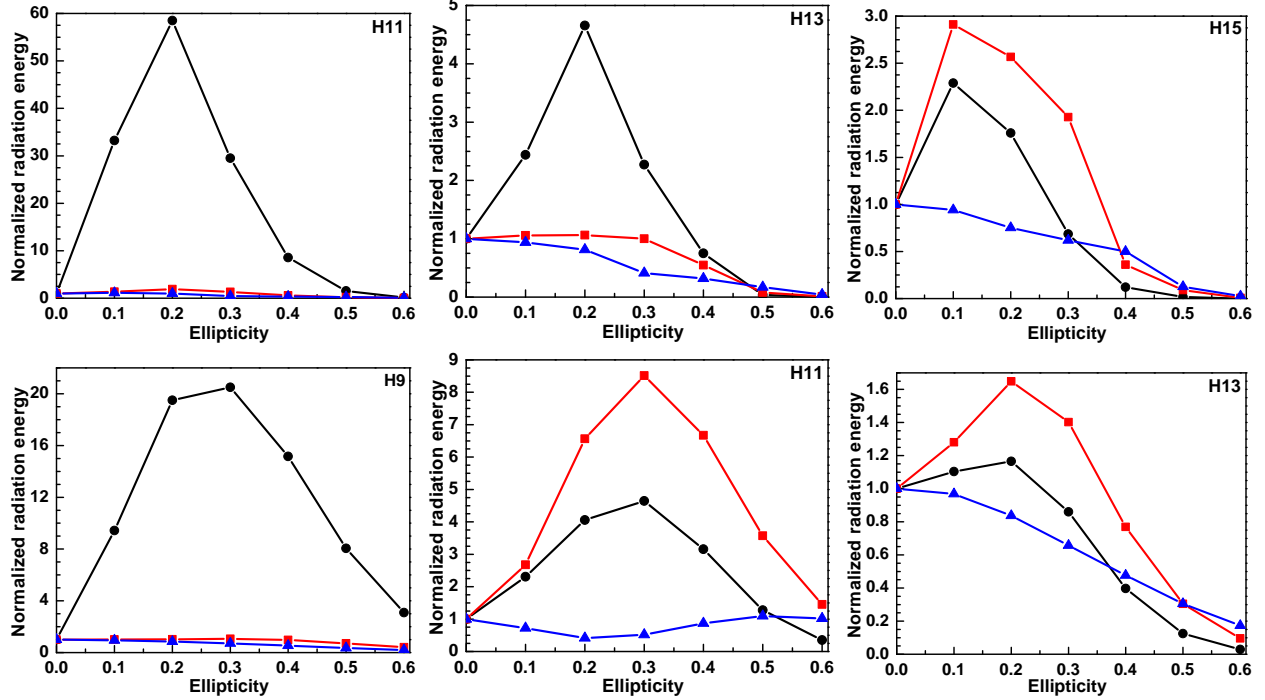 H11
Normalized radiation energy
60
50
40
30
20
10
0
0.0 0.1 0.2 0.3 0.4 0.5 0.6
Ellipticity
H13
Normalized radiation energy
5
4
3
2
1
0
0.0 0.1 0.2 0.3 0.4 0.5 0.6
Ellipticity
H15
Normalized radiation energy
3.0
2.5
2.0
1.5
1.0
0.5
0.0
0.0 0.1 0.2 0.3 0.4 0.5 0.6
Ellipticity
H9
Normalized radiation energy
20
16
12
8
4
0
0.0 0.1 0.2 0.3 0.4 0.5 0.6
Ellipticity
H11
Normalized radiation energy
9
8
7
6
5
4
3
2
1
0
0.0 0.1 0.2 0.3 0.4 0.5 0.6
Ellipticity
H13
Normalized radiation energy
1.6
1.4
1.2
1.0
0.8
0.6
0.4
0.2
0.0
0.0 0.1 0.2 0.3 0.4 0.5 0.6
Ellipticity